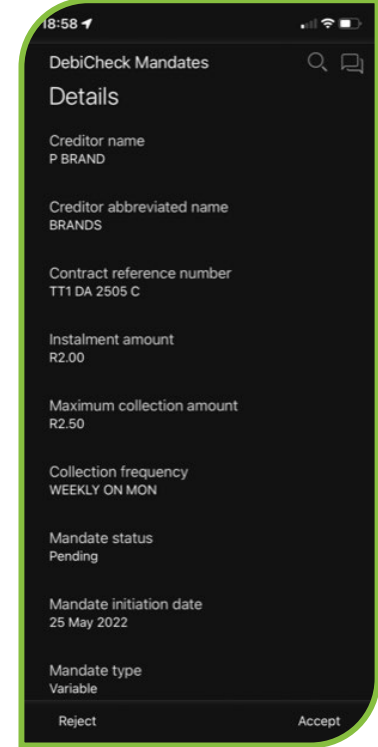 18:58
DebiCheck Mandates
Details
Creditor name
P BRAND
Creditor abbreviated name
BRANDS
Contract reference number
TT1 DA 2505 C
Instalment amount
R2.00
Maximum collection amount
R2.50
Collection frequency
WEEKLY ON MON
Mandate status
Pending
Mandate initiation date
25 May 2022
Mandate type
Variable
Reject Accept